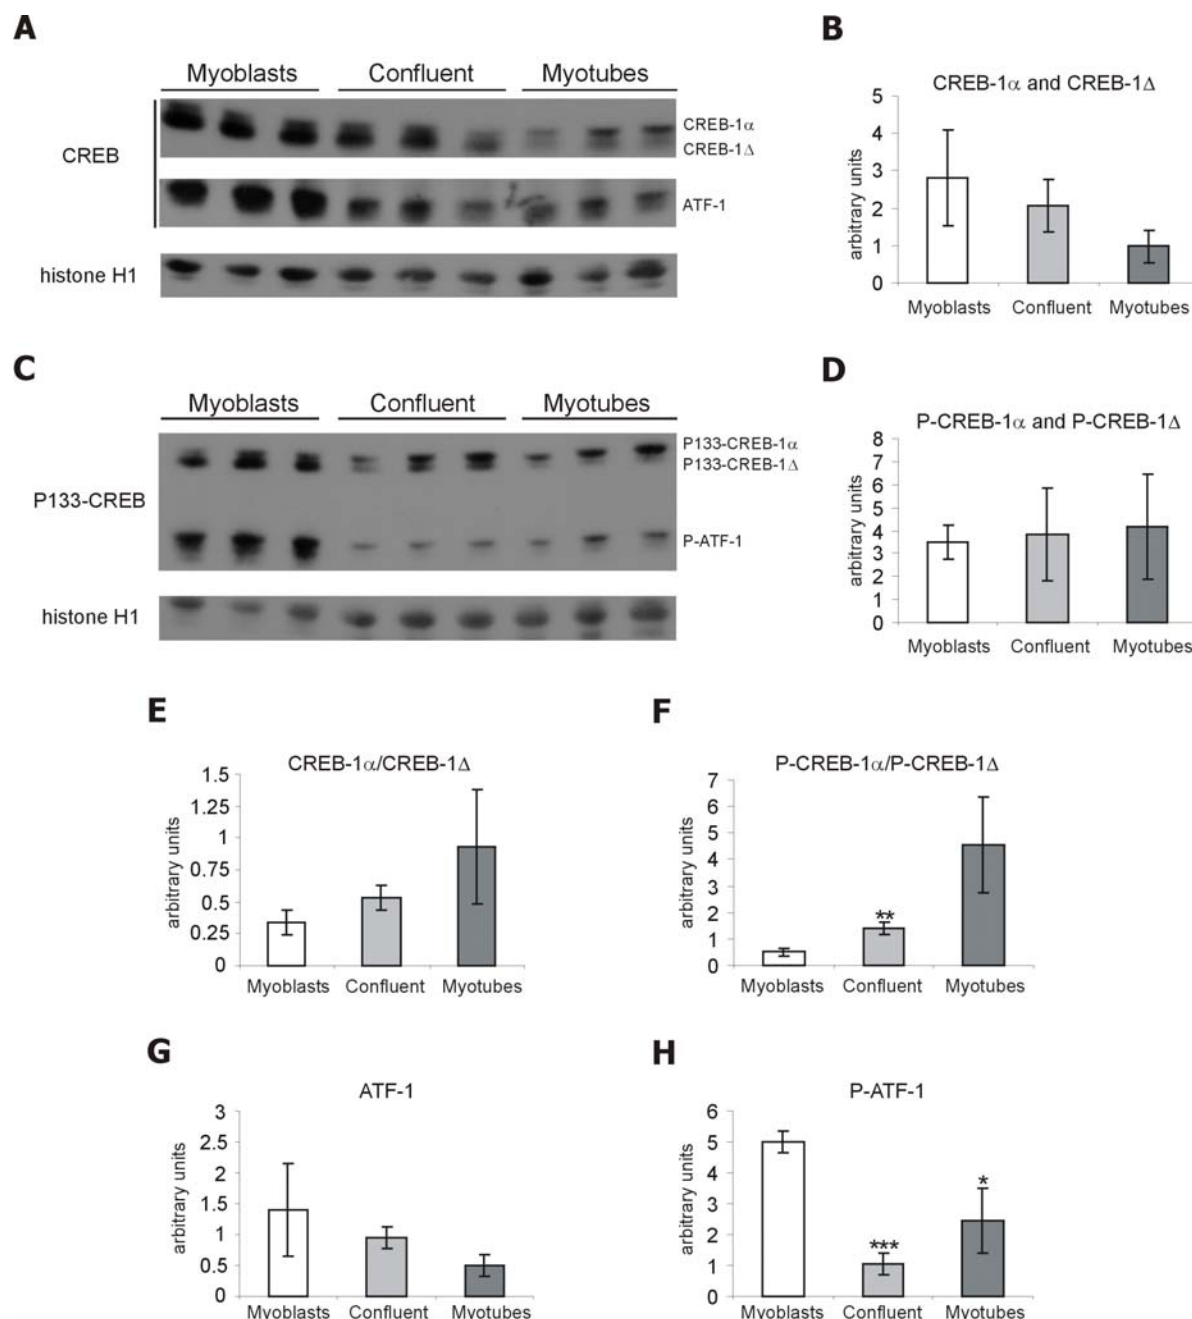 A
Myoblasts Confluent Myotubes
CREB
CREB-1α
CREB-1Δ
ATF-1
histone H1
B
CREB-1α and CREB-1Δ
arbitrary units
5
4
3
2
1
0
Myoblasts Confluent Myotubes
C
Myoblasts Confluent Myotubes
P133-CREB
P133-CREB-1α
P133-CREB-1Δ
P-ATF-1
histone H1
D
P-CREB-1α and P-CREB-1Δ
arbitrary units
8
7
6
5
4
3
2
1
0
Myoblasts Confluent Myotubes
E
CREB-1α/CREB-1Δ
arbitrary units
1.5
1.25
1
0.75
0.5
0.25
0
Myoblasts Confluent Myotubes
F
P-CREB-1α/P-CREB-1Δ
arbitrary units
7
6
5
4
3
2
1
0
**
Myoblasts Confluent Myotubes
G
ATF-1
arbitrary units
3
2.5
2
1.5
1
0.5
0
Myoblasts Confluent Myotubes
H
P-ATF-1
arbitrary units
6
5
4
3
2
1
0
***
*
Myoblasts Confluent Myotubes